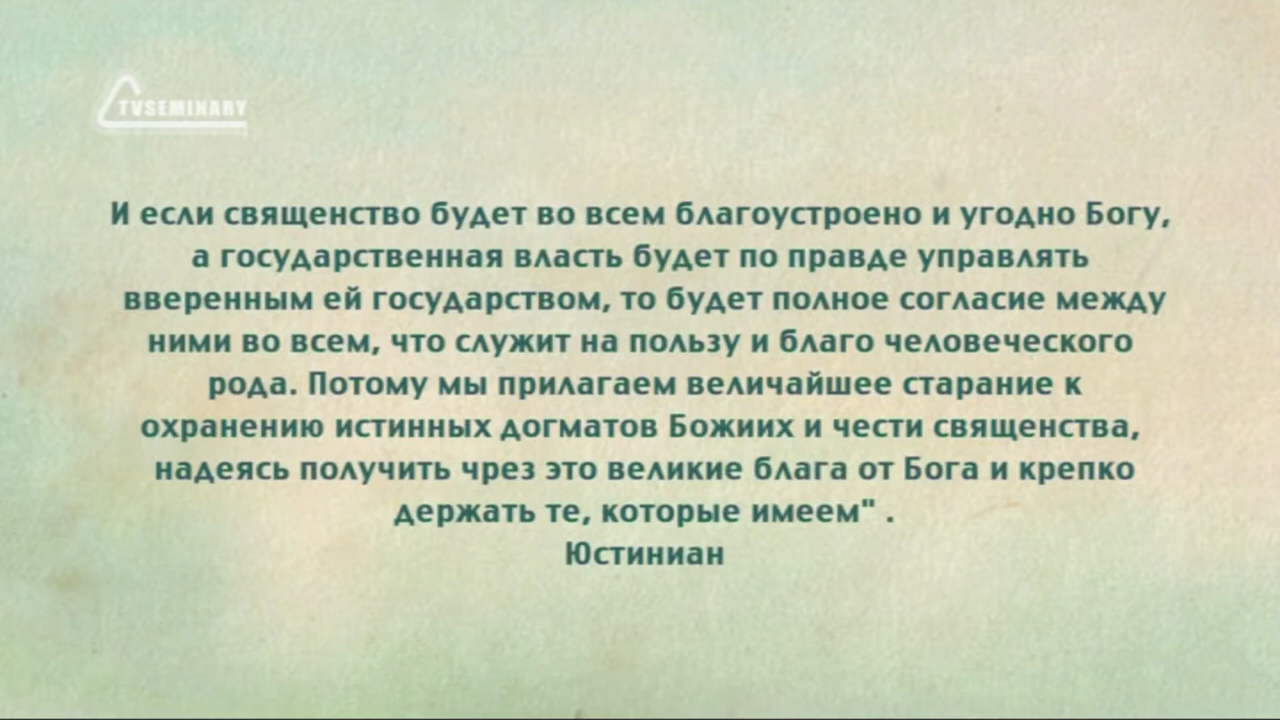 TVSEMINARY
И если священство будет во всем благоустроено и угодно Богу,
а государственная власть будет по правде управлять
вверенным ей государством, то будет полное согласие между
ними во всем, что служит на пользу и благо человеческого
рода. Потому мы прилагаем величайшее старание к
охранению истинных догматов Божиих и чести священства,
надеясь получить чрез это великие блага от Бога и крепко
держать те, которые имеем" .
Юстиниан